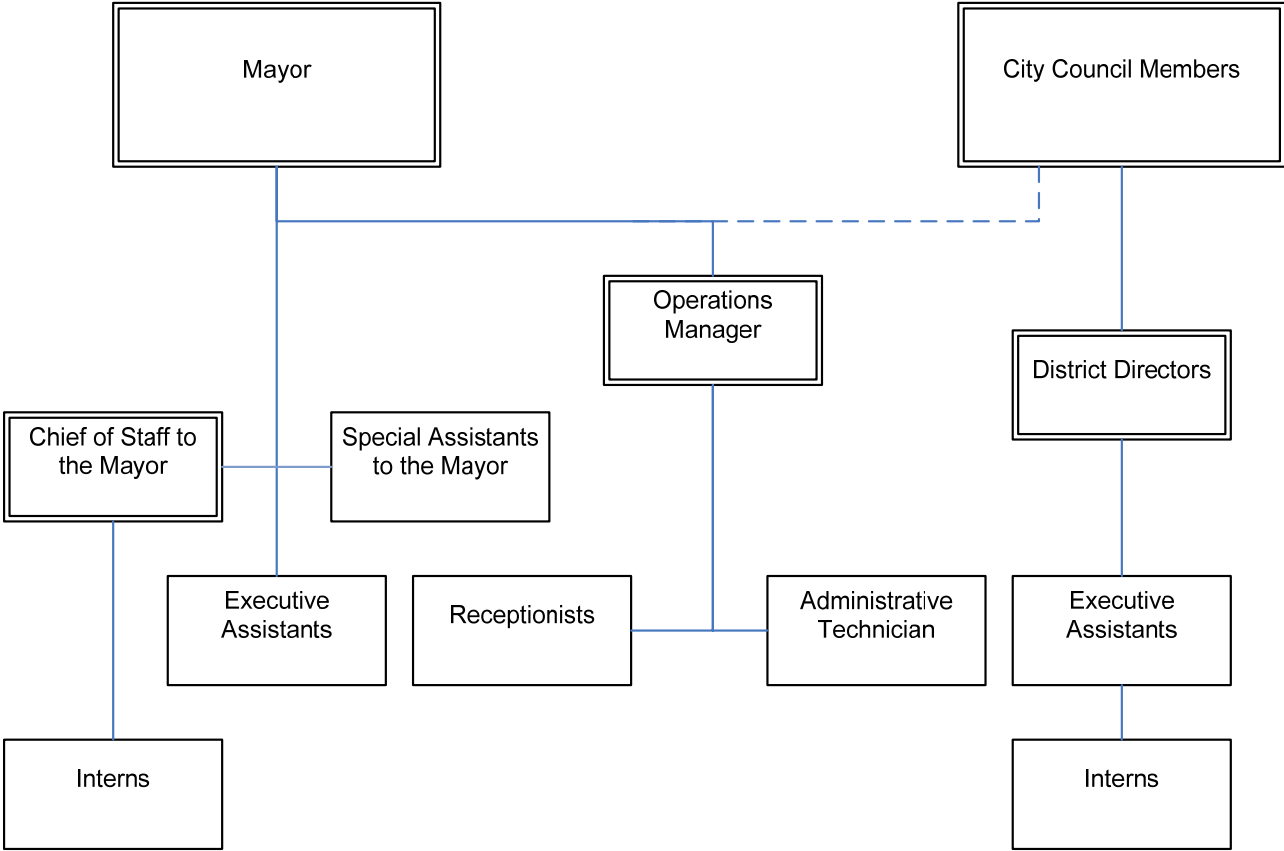 Mayor
City Council Members
Operations
Manager
District Directors
Chief of Staff to
the Mayor
Special Assistants
to the Mayor
Executive
Assistants
Receptionists
Administrative
Technician
Executive
Assistants
Interns
Interns